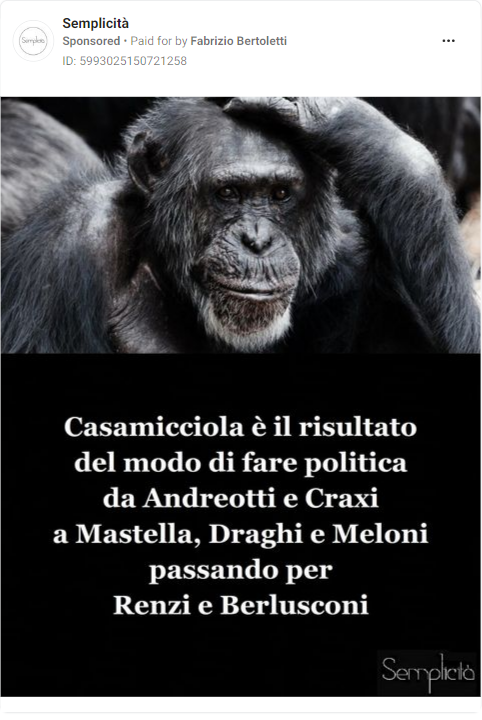 Semplicità
Semplicità
Sponsored • Paid for by Fabrizio Bertoletti
ID: 5993025150721258
Casamicciola è il risultato
del modo di fare politica
da Andreotti e Craxi
a Mastella, Draghi e Meloni
passando per
Renzi e Berlusconi
Semplicità